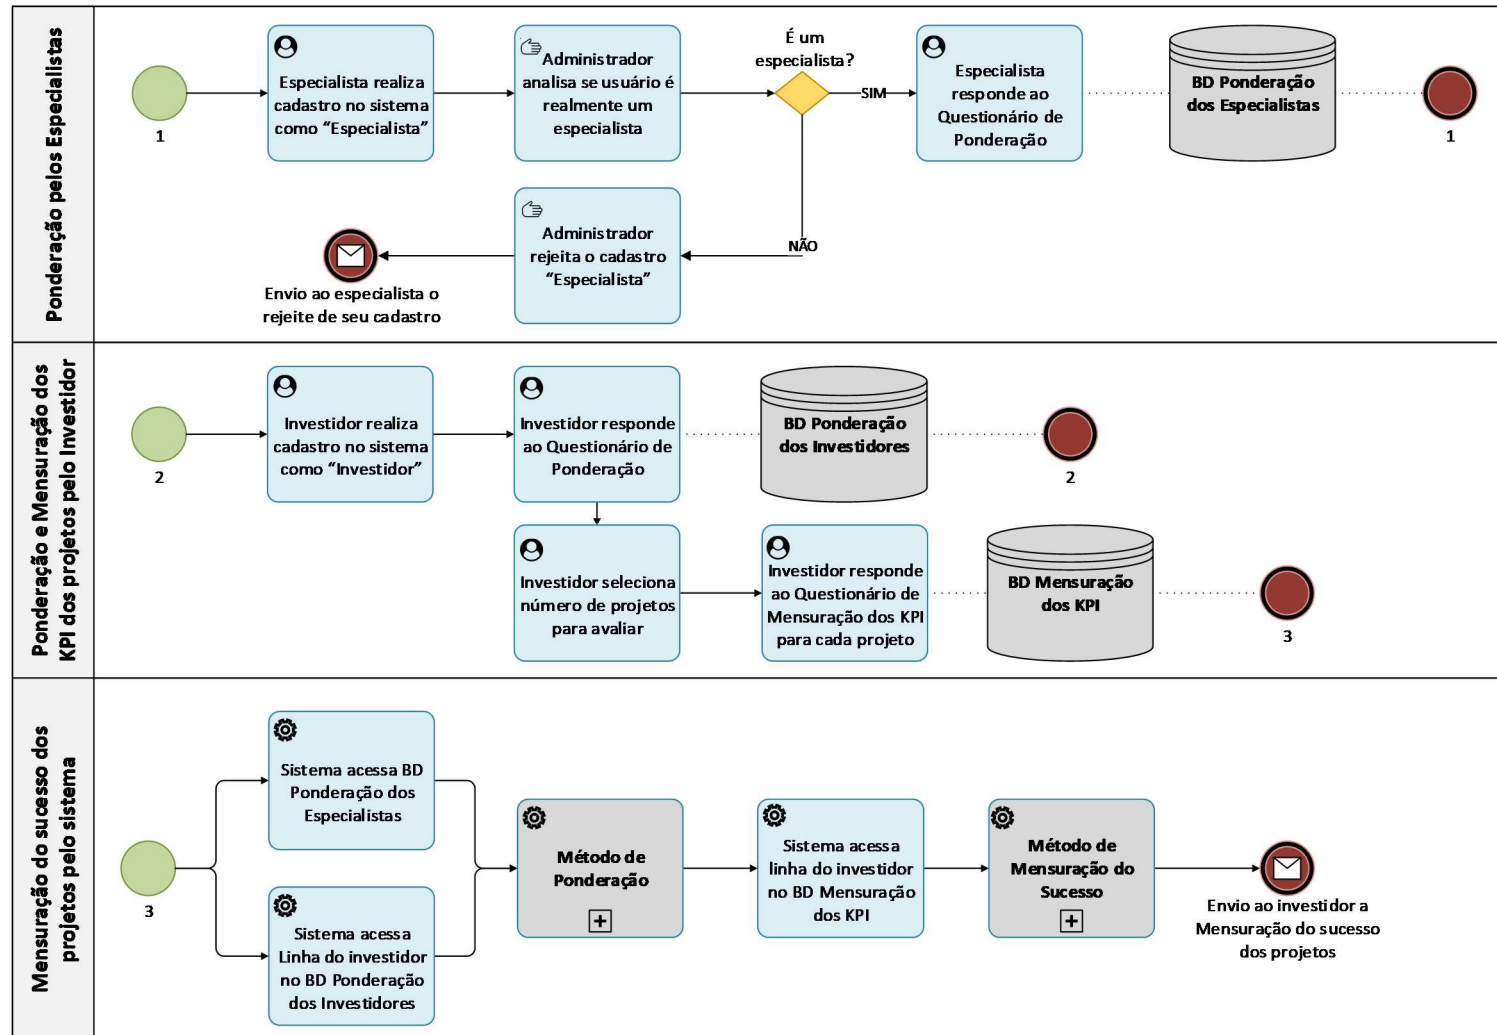 Ponderação pelos Especialistas
1
Especialista realiza
cadastro no sistema
como “Especialista”
Administrador
analisa se usuário é
realmente um
especialista
É um
especialista?
SIM
Especialista
responde ao
Questionário de
Ponderação
BD Ponderação
dos Especialistas
1
NÃO
Administrador
rejeita o cadastro
“Especialista”
Envio ao especialista o
rejeite de seu cadastro
Ponderação e Mensuração dos
KPI dos projetos pelo Investidor
2
Investidor realiza
cadastro no sistema
como “Investidor”
Investidor responde
ao Questionário de
Ponderação
BD Ponderação
dos Investidores
2
Investidor seleciona
número de projetos
para avaliar
Investidor responde
ao Questionário de
Mensuração dos KPI
para cada projeto
BD Mensuração
dos KPI
3
Mensuração do sucesso dos
projetos pelo sistema
3
Sistema acessa BD
Ponderação dos
Especialistas
Sistema acessa
Linha do investidor
no BD Ponderação
dos Investidores
Método de
Ponderação
Sistema acessa
linha do investidor
no BD Mensuração
dos KPI
Método de
Mensuração do
Sucesso
Envio ao investidor a
Mensuração do sucesso
dos projetos